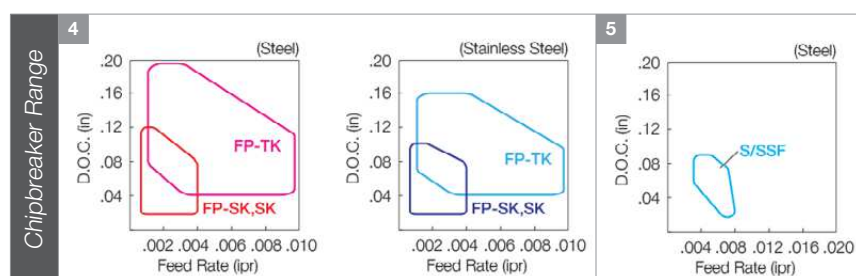 Chipbreaker Range
4
(Steel)
.20
.16
.12
.08
.04
D.O.C. (in)
FP-TK
FP-SK,SK
.002 .004 .006 .008 .010
Feed Rate (ipr)
(Stainless Steel)
.20
.16
.12
.08
.04
D.O.C. (in)
FP-TK
FP-SK,SK
.002 .004 .006 .008 .010
Feed Rate (ipr)
5
(Steel)
.20
.16
.12
.08
.04
D.O.C. (in)
S/SSF
.004 .008 .012 .016 .020
Feed Rate (ipr)